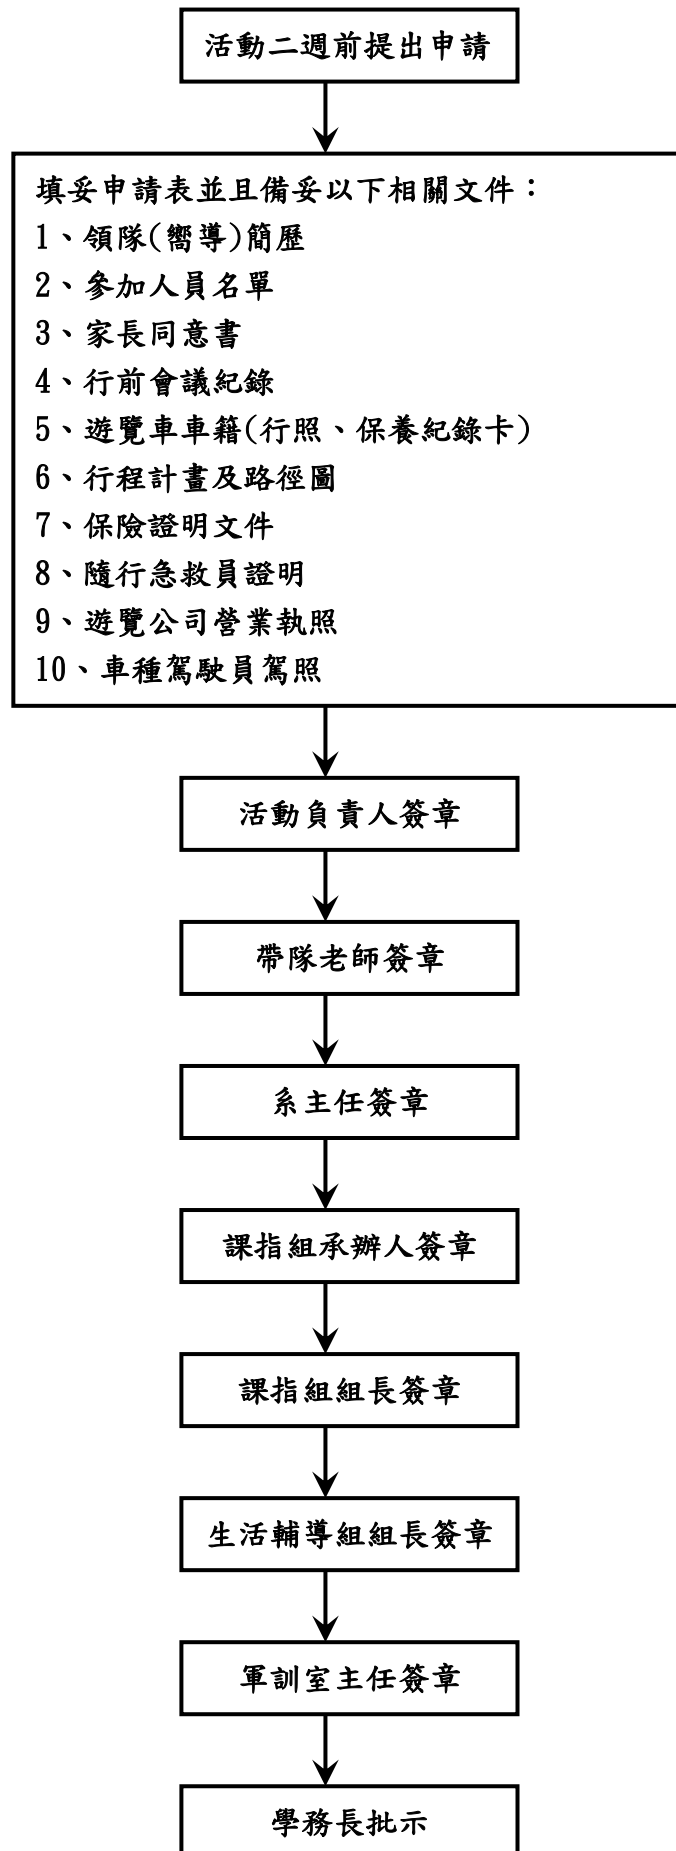 活動二週前提出申請
填妥申請表並且備妥以下相關文件：
1、領隊(嚮導)簡歷
2、參加人員名單
3、家長同意書
4、行前會議紀錄
5、遊覽車車籍(行照、保養紀錄卡)
6、行程計畫及路徑圖
7、保險證明文件
8、隨行急救員證明
9、遊覽公司營業執照
10、車種駕駛員駕照
活動負責人簽章
帶隊老師簽章
系主任簽章
課指組承辦人簽章
課指組組長簽章
生活輔導組組長簽章
軍訓室主任簽章
學務長批示